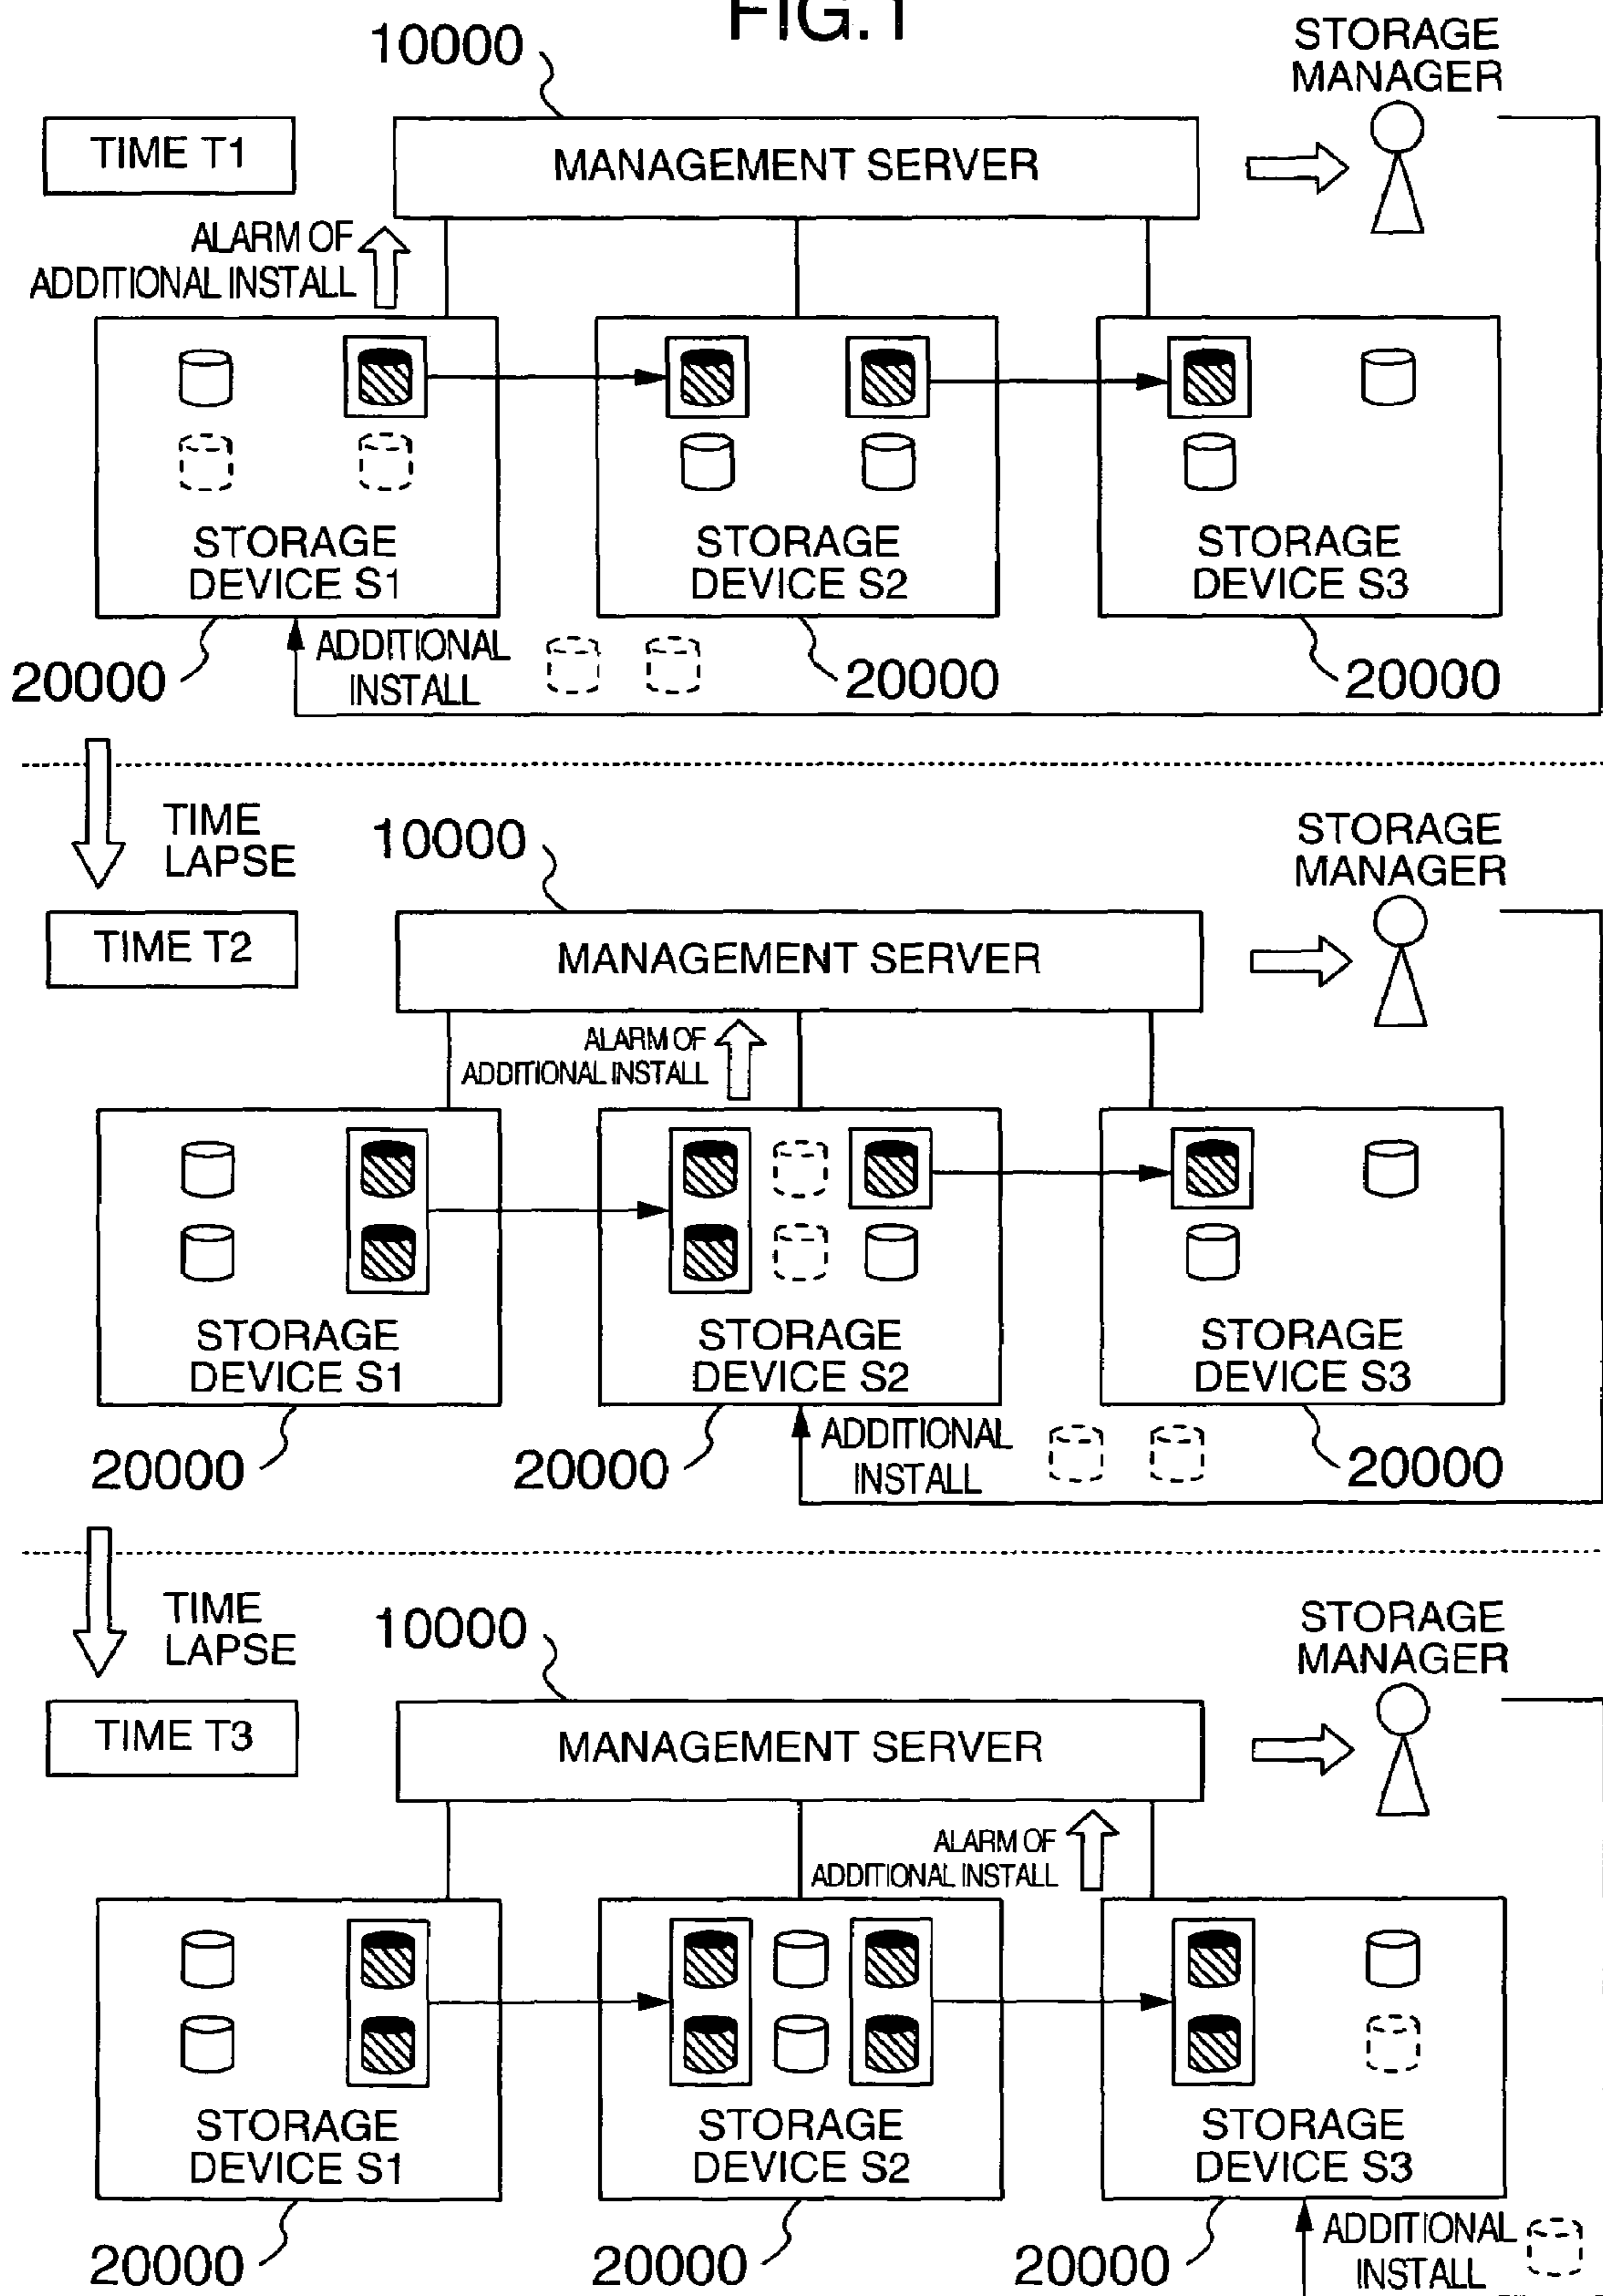 FIG.1
10000
STORAGE
MANAGER
TIME T1
MANAGEMENT SERVER
ALARM OF
ADDITIONAL INSTALL
STORAGE
DEVICE S1
STORAGE
DEVICE S2
STORAGE
DEVICE S3
20000
ADDITIONAL
INSTALL
20000
20000
TIME
LAPSE
10000
STORAGE
MANAGER
TIME T2
MANAGEMENT SERVER
ALARM OF
ADDITIONAL INSTALL
STORAGE
DEVICE S1
STORAGE
DEVICE S2
STORAGE
DEVICE S3
20000
20000
ADDITIONAL
INSTALL
20000
TIME
LAPSE
10000
STORAGE
MANAGER
TIME T3
MANAGEMENT SERVER
ALARM OF
ADDITIONAL INSTALL
STORAGE
DEVICE S1
STORAGE
DEVICE S2
STORAGE
DEVICE S3
20000
20000
20000
ADDITIONAL
INSTALL